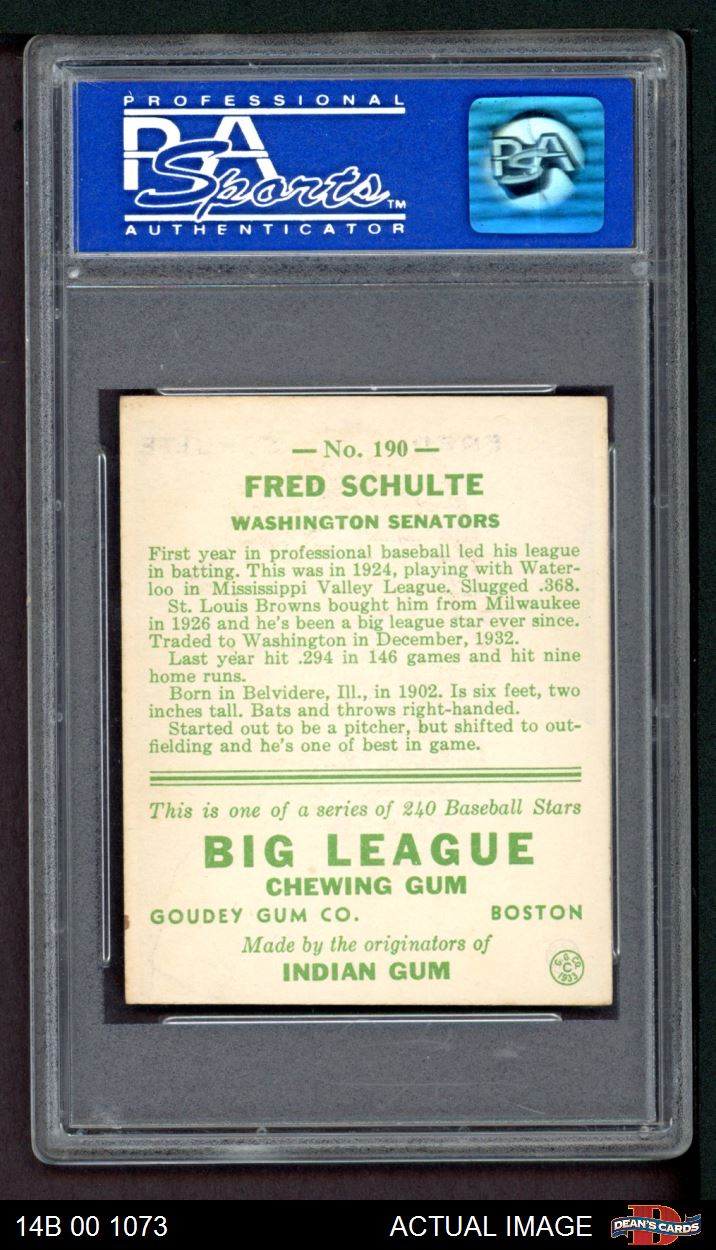 PROFESSIONAL
PSA
Sports™
AUTHENTICATOR
PSA
— No. 190 —
FRED SCHULTE
WASHINGTON SENATORS
First year in professional baseball led his league
in batting. This was in 1924, playing with Water-
loo in Mississippi Valley League. Slugged .368.
St. Louis Browns bought him from Milwaukee
in 1926 and he's been a big league star ever since.
Traded to Washington in December, 1932.
Last year hit .294 in 146 games and hit nine
home runs.
Born in Belvidere, Ill., in 1902. Is six feet, two
inches tall. Bats and throws right-handed.
Started out to be a pitcher, but shifted to out-
fielding and he's one of best in game.
This is one of a series of 240 Baseball Stars
BIG LEAGUE
CHEWING GUM
GOUDEY GUM CO. BOSTON
Made by the originators of
INDIAN GUM
G.G.CO.
C
1933
14B 00 1073 ACTUAL IMAGE DEAN'S CARDS